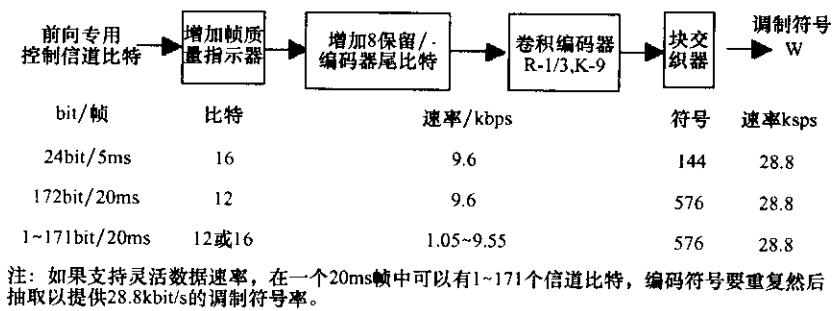 前向专用
控制信道比特
增加帧质
量指示器
增加8保留/
编码器尾比特
卷积编码器
R-1/3,K-9
块交
织器
调制符号
W
bit/帧 比特 速率/kbps 符号 速率ksps
24bit/5ms 16 9.6 144 28.8
172bit/20ms 12 9.6 576 28.8
1~171bit/20ms 12或16 1.05~9.55 576 28.8
注：如果支持灵活数据速率，在一个20ms帧中可以有1~171个信道比特，编码符号要重复然后
抽取以提供28.8kbit/s的调制符号率。